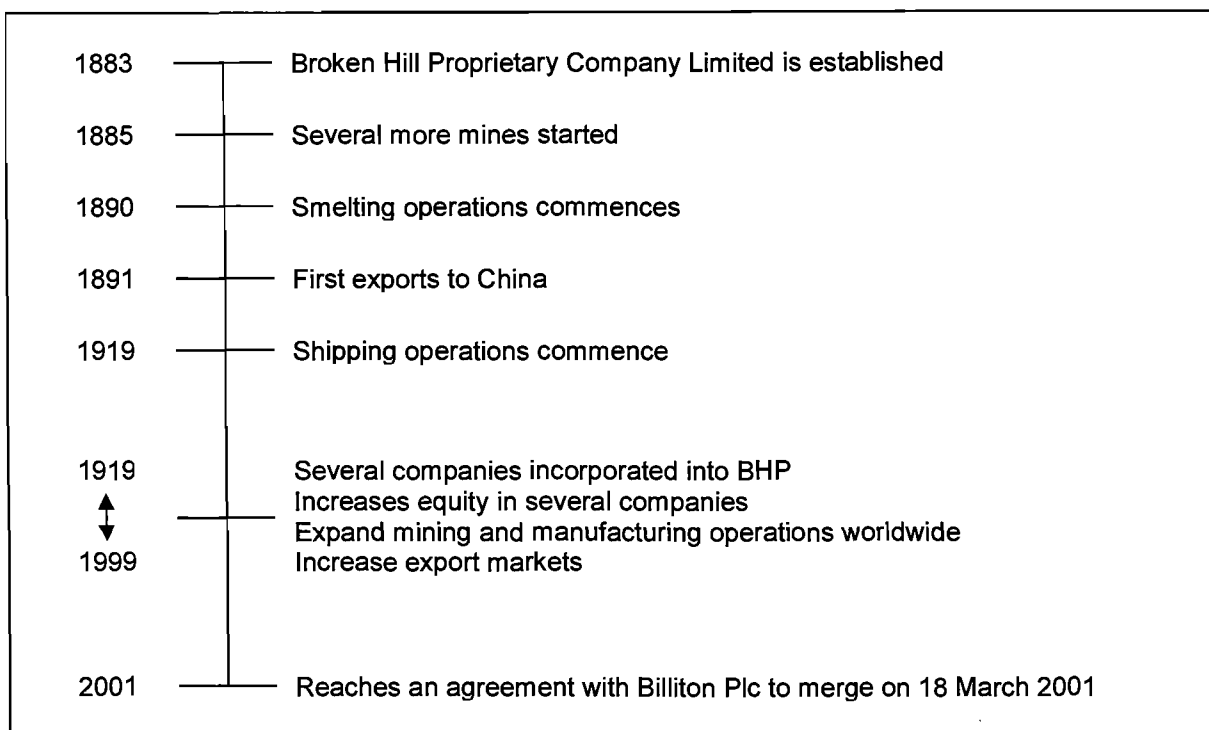 1883 Broken Hill Proprietary Company Limited is established
1885 Several more mines started
1890 Smelting operations commences
1891 First exports to China
1919 Shipping operations commence
1919 Several companies incorporated into BHP
Increases equity in several companies
Expand mining and manufacturing operations worldwide
1999 Increase export markets
2001 Reaches an agreement with Billiton Plc to merge on 18 March 2001